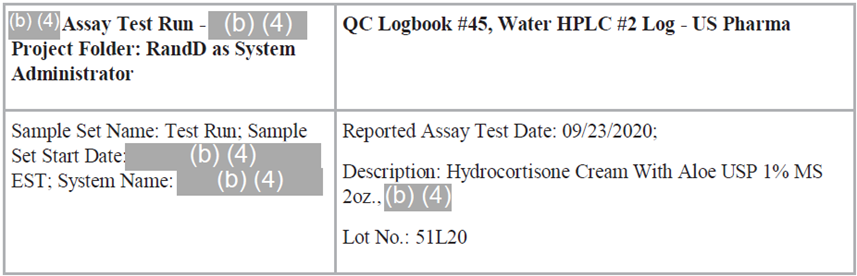 (b) (4) Assay Test Run - (b) (4)
Project Folder: RandD as System
Administrator
QC Logbook #45, Water HPLC #2 Log - US Pharma
Sample Set Name: Test Run; Sample
Set Start Date: (b) (4)
EST; System Name: (b) (4)
Reported Assay Test Date: 09/23/2020;
Description: Hydrocortisone Cream With Aloe USP 1% MS
2oz., (b) (4)
Lot No.: 51L20